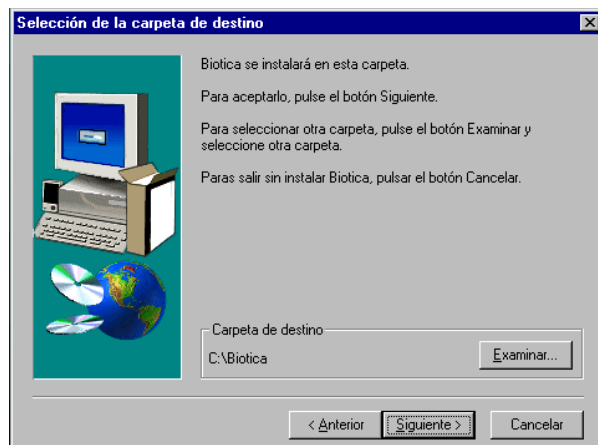 Selección de la carpeta de destino
Biotica se instalará en esta carpeta.
Para aceptarlo, pulse el botón Siguiente.
Para seleccionar otra carpeta, pulse el botón Examinar y
seleccione otra carpeta.
Paras salir sin instalar Biotica, pulsar el botón Cancelar.
Carpeta de destino
C:\Biotica
Examinar...
< Anterior
Siguiente >
Cancelar